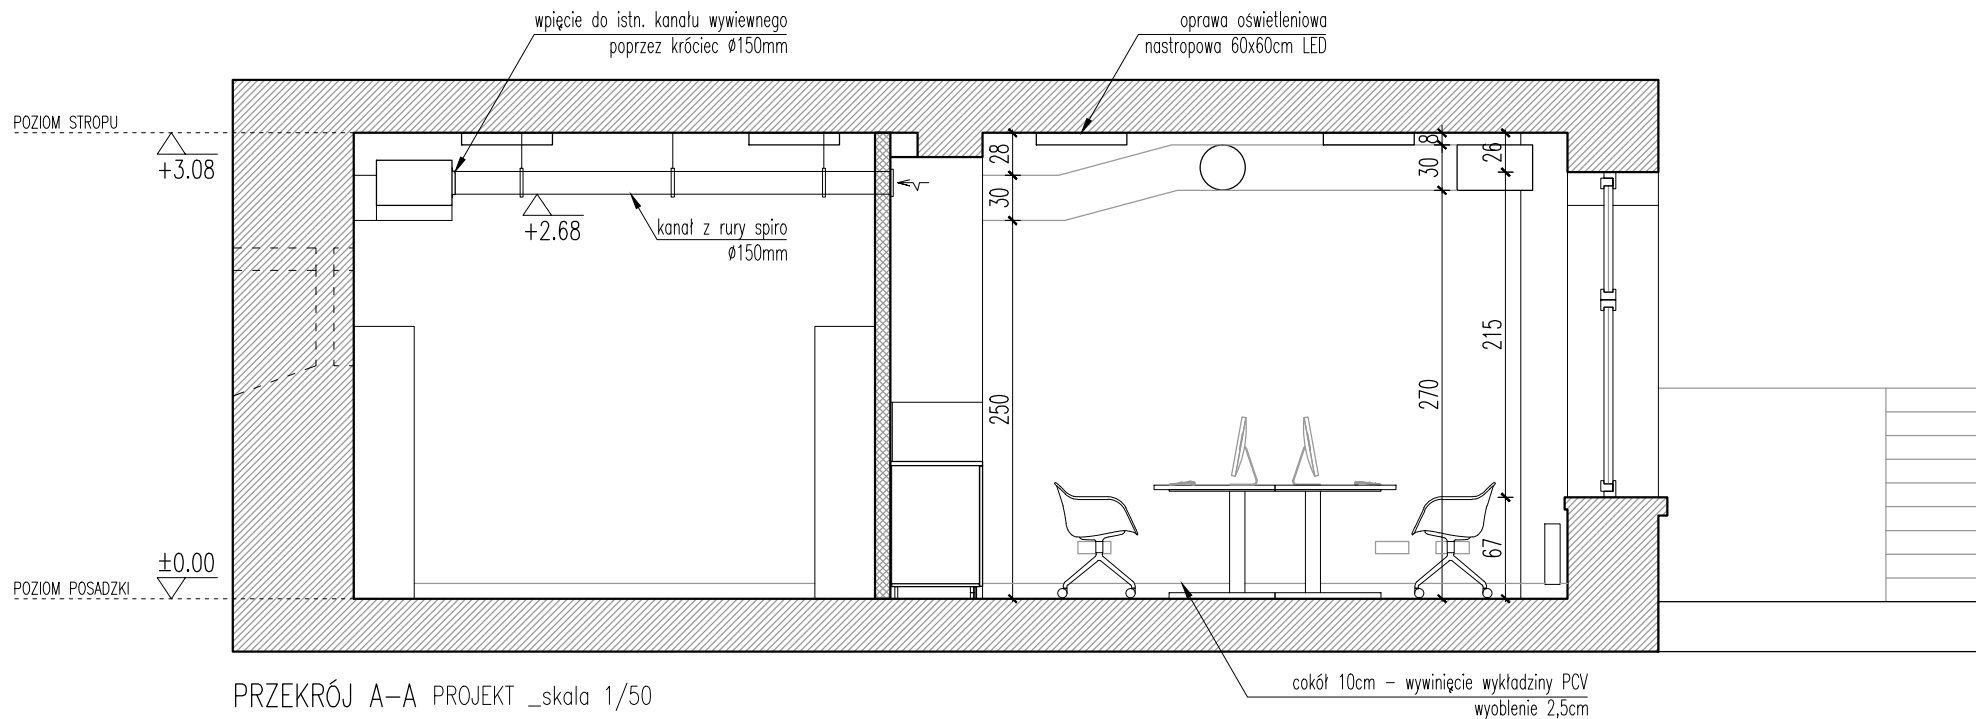 wpięcie do istn. kanału wywiewnego
poprzez króciec ø150mm
oprawa oświetleniowa
nastropowa 60x60cm LED
POZIOM STROPU
+3.08
28
30
8
30
26
+2.68
kanał z rury spiro
ø150mm
215
250
270
67
±0.00
POZIOM POSADZKI
cokół 10cm – wywinięcie wykładziny PCV
wyoblenie 2,5cm
PRZEKRÓJ A–A PROJEKT _skala 1/50